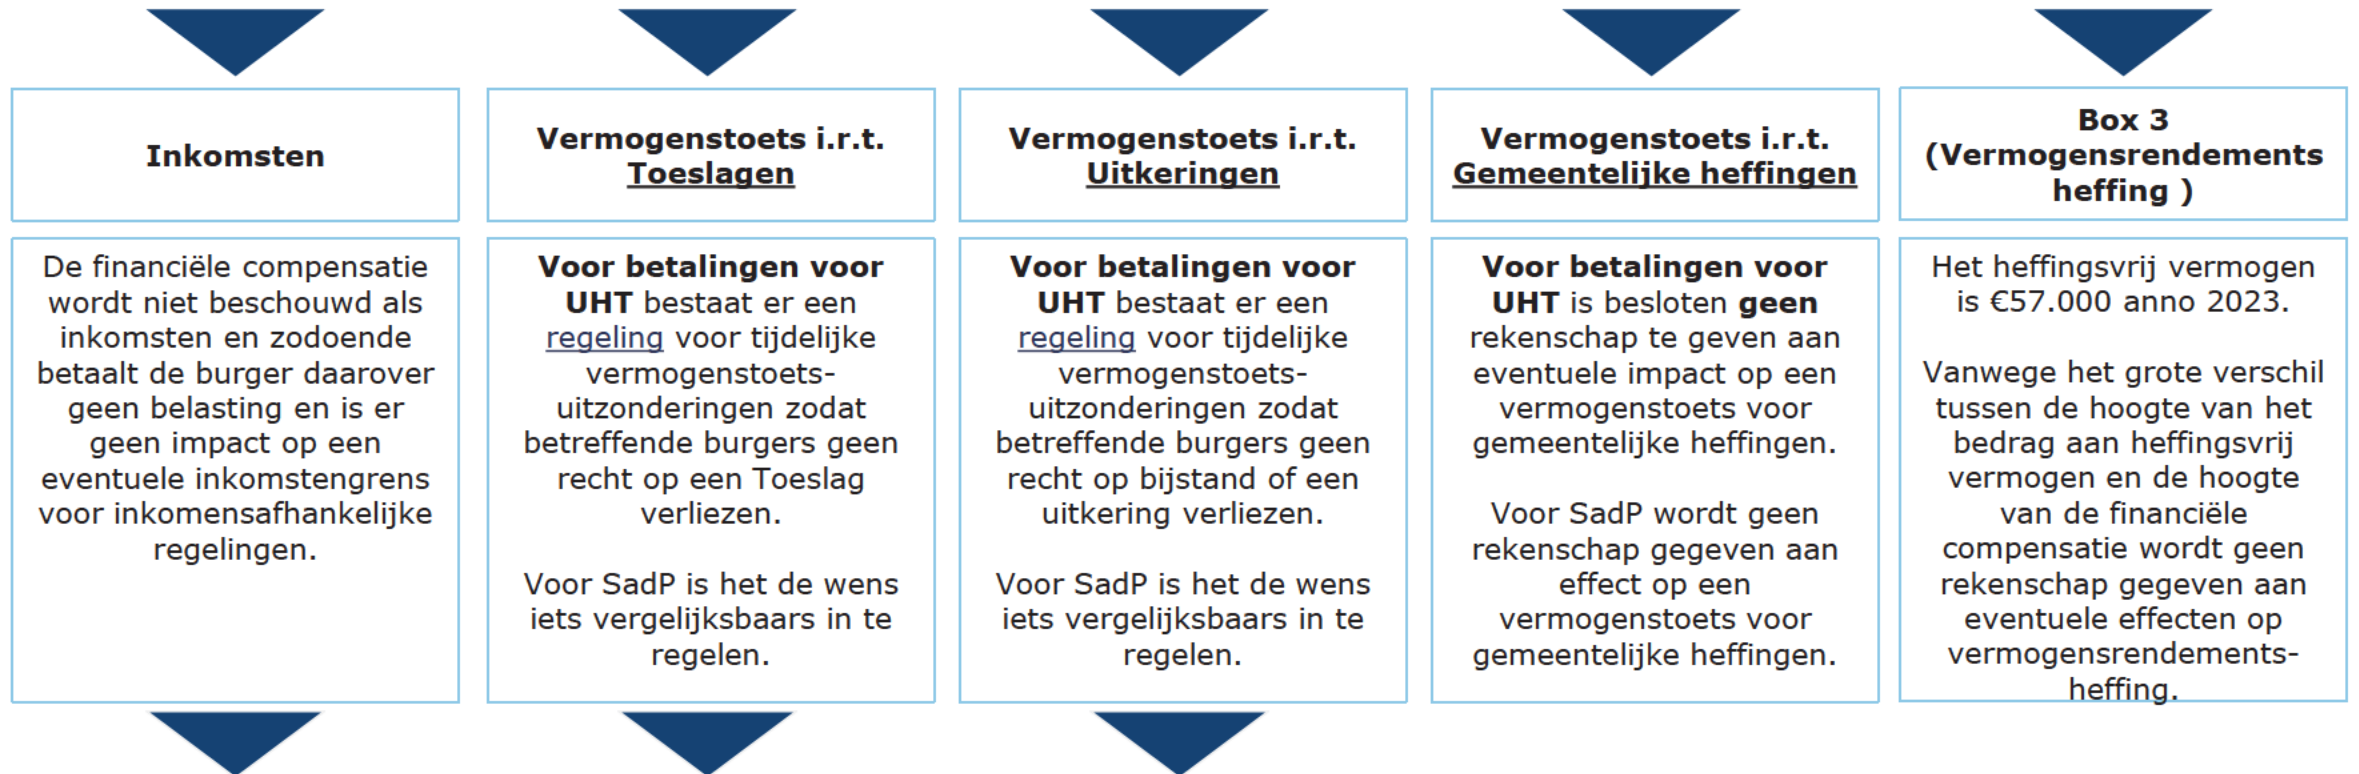 Inkomsten
De financiële compensatie
wordt niet beschouwd als
inkomsten en zodoende
betaalt de burger daarover
geen belasting en is er
geen impact op een
eventuele inkomstengrens
voor inkomensafhankelijke
regelingen.
Vermogenstoets i.r.t.
Toeslagen
Voor betalingen voor
UHT bestaat er een
regeling voor tijdelijke
vermogenstoets-
uitzonderingen zodat
betreffende burgers geen
recht op een Toeslag
verliezen.
Voor SadP is het de wens
iets vergelijksbaars in te
regelen.
Vermogenstoets i.r.t.
Uitkeringen
Voor betalingen voor
UHT bestaat er een
regeling voor tijdelijke
vermogenstoets-
uitzonderingen zodat
betreffende burgers geen
recht op bijstand of een
uitkering verliezen.
Voor SadP is het de wens
iets vergelijksbaars in te
regelen.
Vermogenstoets i.r.t.
Gemeentelijke heffingen
Voor betalingen voor
UHT is besloten geen
rekenschap te geven aan
eventuele impact op een
vermogenstoets voor
gemeentelijke heffingen.
Voor SadP wordt geen
rekenschap gegeven aan
effect op een
vermogenstoets voor
gemeentelijke heffingen.
Box 3
(Vermogensrendements
heffing )
Het heffingsvrij vermogen
is €57.000 anno 2023.
Vanwege het grote verschil
tussen de hoogte van het
bedrag aan heffingsvrij
vermogen en de hoogte
van de financiële
compensatie wordt geen
rekenschap gegeven aan
eventuele effecten op
vermogensrendements-
heffing.